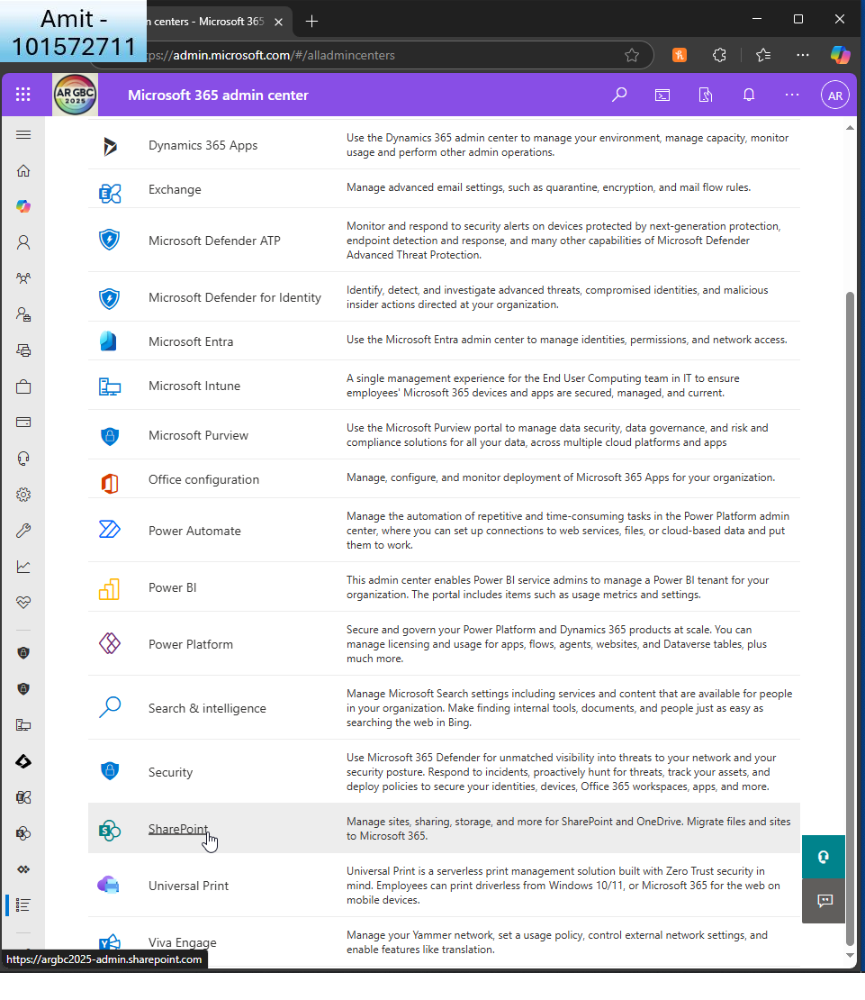 Amit -
101572711
n centers - Microsoft 365
ps://admin.microsoft.com/#/alladmincenters
AR GBC
2025
Microsoft 365 admin center
AR
Dynamics 365 Apps
Use the Dynamics 365 admin center to manage your environment, manage capacity, monitor
usage and perform other admin operations.
Exchange
Manage advanced email settings, such as quarantine, encryption, and mail flow rules.
Microsoft Defender ATP
Monitor and respond to security alerts on devices protected by next-generation protection,
endpoint detection and response, and many other capabilities of Microsoft Defender
Advanced Threat Protection.
Microsoft Defender for Identity
Identify, detect, and investigate advanced threats, compromised identities, and malicious
insider actions directed at your organization.
Microsoft Entra
Use the Microsoft Entra admin center to manage identities, permissions, and network access.
Microsoft Intune
A single management experience for the End User Computing team in IT to ensure
employees' Microsoft 365 devices and apps are secured, managed, and current.
Microsoft Purview
Use the Microsoft Purview portal to manage data security, data governance, and risk and
compliance solutions for all your data, across multiple cloud platforms and apps
Office configuration
Manage, configure, and monitor deployment of Microsoft 365 Apps for your organization.
Power Automate
Manage the automation of repetitive and time-consuming tasks in the Power Platform admin
center, where you can set up connections to web services, files, or cloud-based data and put
them to work.
Power BI
This admin center enables Power BI service admins to manage a Power BI tenant for your
organization. The portal includes items such as usage metrics and settings.
Power Platform
Secure and govern your Power Platform and Dynamics 365 products at scale. You can
manage licensing and usage for apps, flows, agents, websites, and Dataverse tables, plus
much more.
Search & intelligence
Manage Microsoft Search settings including services and content that are available for people
in your organization. Make finding internal tools, documents, and people just as easy as
searching the web in Bing.
Security
Use Microsoft 365 Defender for unmatched visibility into threats to your network and your
security posture. Respond to incidents, proactively hunt for threats, track your assets, and
deploy policies to secure your identities, devices, Office 365 workspaces, apps, and more.
SharePoint
Manage sites, sharing, storage, and more for SharePoint and OneDrive. Migrate files and sites
to Microsoft 365.
Universal Print
Universal Print is a serverless print management solution built with Zero Trust security in
mind. Employees can print driverless from Windows 10/11, or Microsoft 365 for the web on
mobile devices.
Viva Engage
Manage your Yammer network, set a usage policy, control external network settings, and
enable features like translation.
https://argbc2025-admin.sharepoint.com